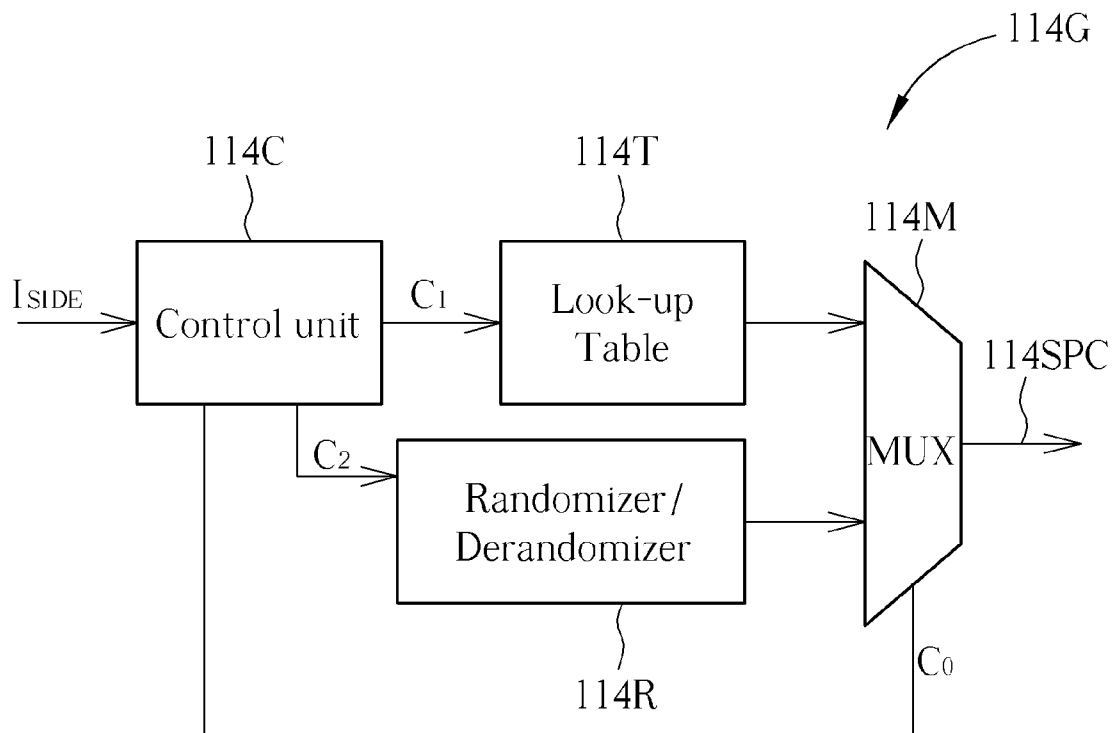 114G
114C
114T
114M
ISIDE
Control unit
C1
Look-up
Table
114SPC
MUX
C2
Randomizer/
Derandomizer
114R
C0